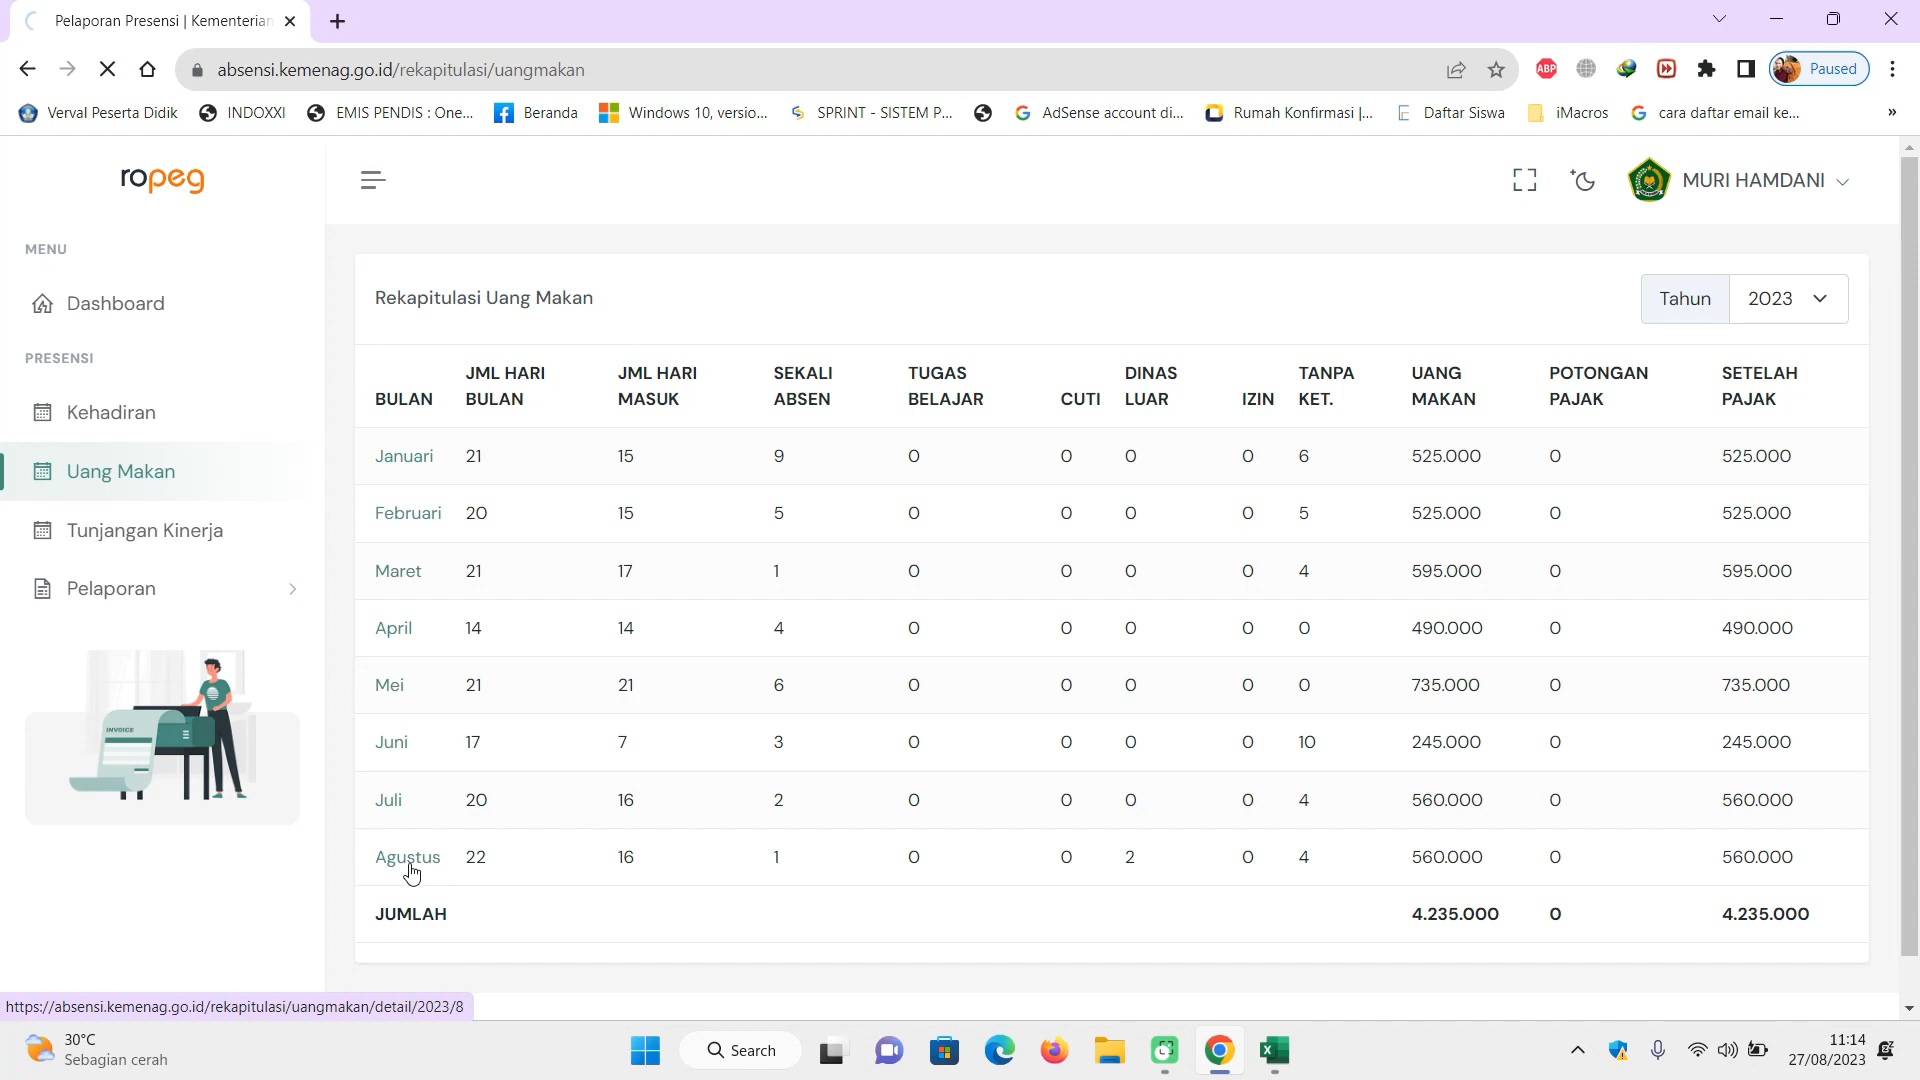 Pelaporan Presensi | Kementerian
absensi.kemenag.go.id/rekapitulasi/uangmakan
ABP
Paused
Verval Peserta Didik INDOXXI EMIS PENDIS : One... Beranda Windows 10, versio... SPRINT - SISTEM P... AdSense account di... Rumah Konfirmasi |... Daftar Siswa iMacros cara daftar email ke... »
ropeg
MURI HAMDANI
MENU
Dashboard
PRESENSI
Kehadiran
Uang Makan
Tunjangan Kinerja
Pelaporan
INVOICE
Rekapitulasi Uang Makan
Tahun 2023
BULAN JML HARI BULAN JML HARI MASUK SEKALI ABSEN TUGAS BELAJAR CUTI DINAS LUAR IZIN TANPA KET. UANG MAKAN POTONGAN PAJAK SETELAH PAJAK
Januari 21 15 9 0 0 0 0 6 525.000 0 525.000
Februari 20 15 5 0 0 0 0 5 525.000 0 525.000
Maret 21 17 1 0 0 0 0 4 595.000 0 595.000
April 14 14 4 0 0 0 0 0 490.000 0 490.000
Mei 21 21 6 0 0 0 0 0 735.000 0 735.000
Juni 17 7 3 0 0 0 0 10 245.000 0 245.000
Juli 20 16 2 0 0 0 0 4 560.000 0 560.000
Agustus 22 16 1 0 0 2 0 4 560.000 0 560.000
JUMLAH 4.235.000 0 4.235.000
https://absensi.kemenag.go.id/rekapitulasi/uangmakan/detail/2023/8
30°C
Sebagian cerah
Search
11:14
27/08/2023